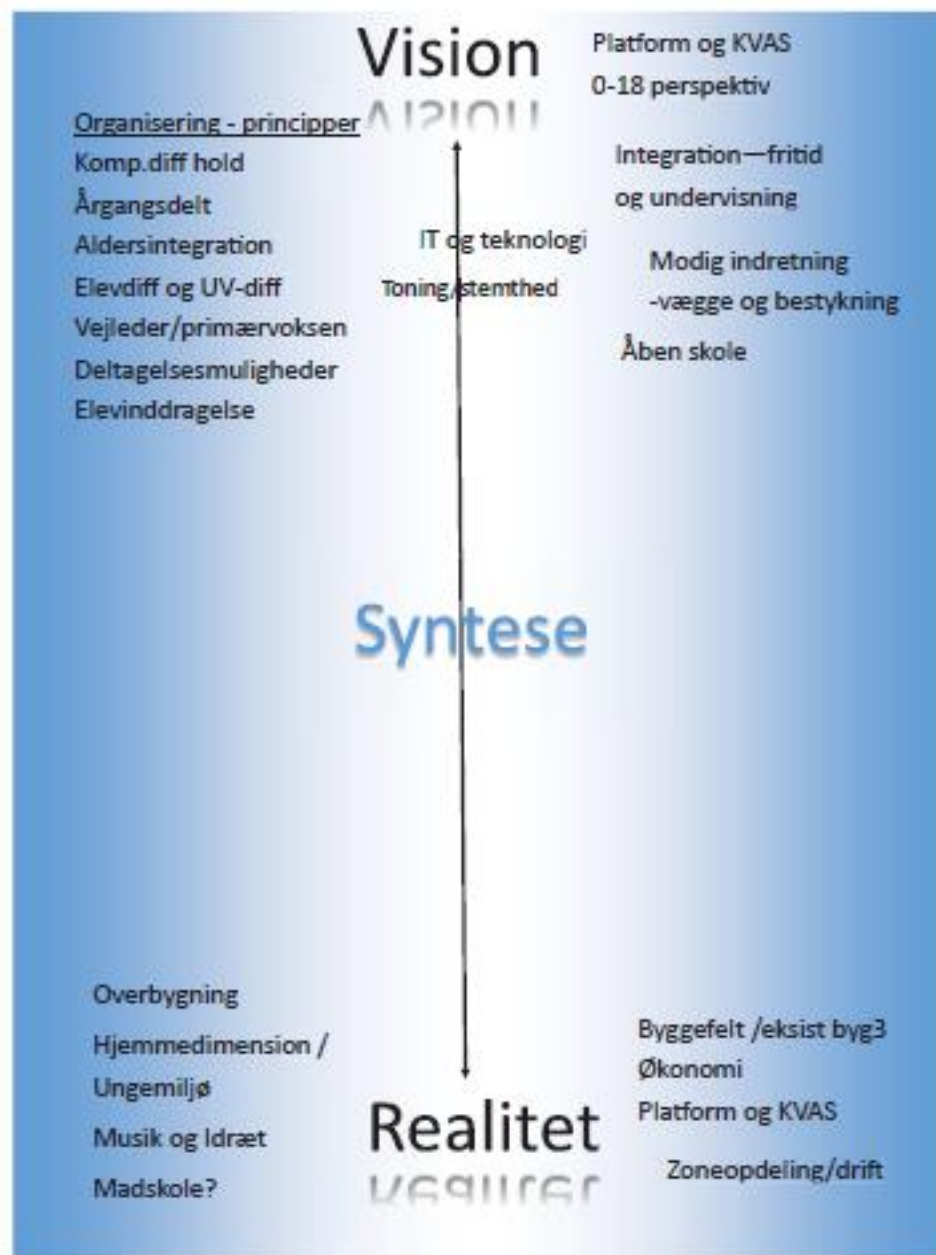 Vision
Platform og KVAS
0-18 perspektiv
Organisering - principper
Komp.diff hold
Årgangsdelt
Aldersintegration
Elevdiff og UV-diff
Vejleder/primærvoksen
Deltagelsesmuligheder
Elevinddragelse
IT og teknologi
Toning/stemthed
Integration—fritid
og undervisning
Modig indretning
-vægge og bestykning
Åben skole
Syntese
Overbygning
Hjemmedimension /
Ungemiljø
Musik og Idræt
Madskole?
Realitet
Byggefelt /eksist byg3
Økonomi
Platform og KVAS
Zoneopdeling/drift